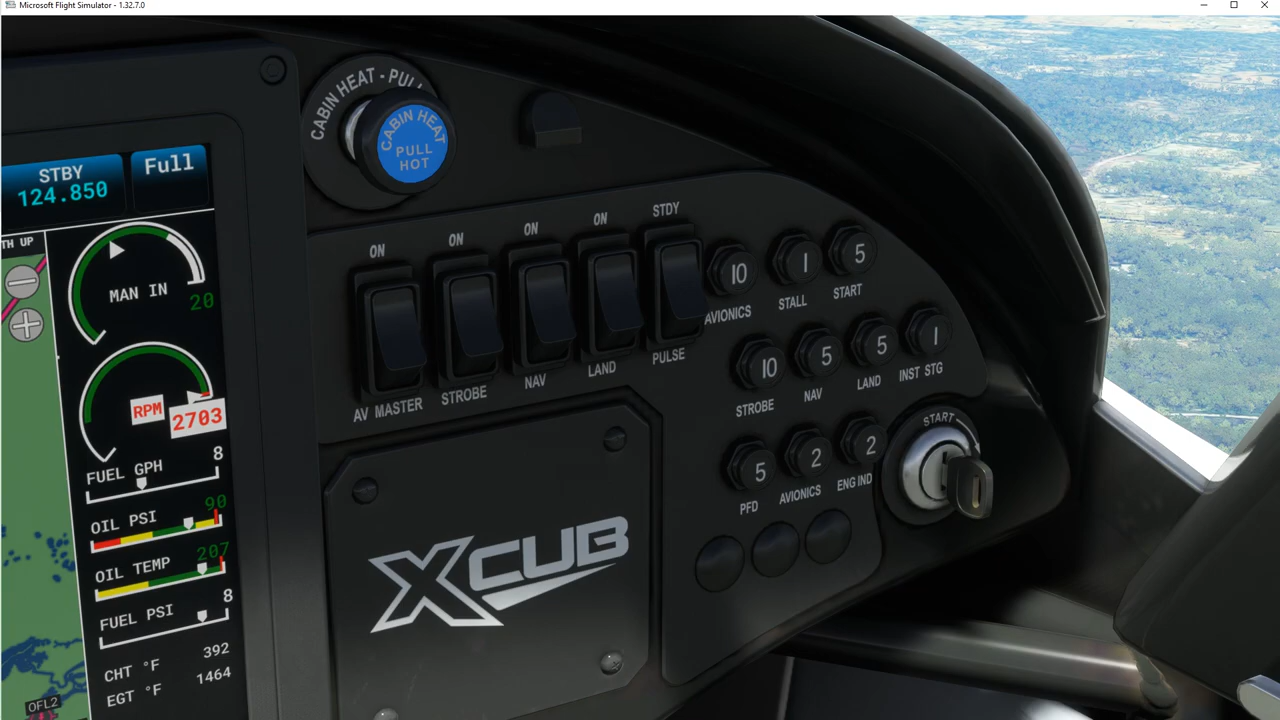 Microsoft Flight Simulator - 1.32.7.0
CABIN HEAT - PULL
CABIN HEAT
PULL
HOT
STBY
124.850
Full
TH UP
MAN IN
20
RPM
2703
FUEL GPH
8
OIL PSI
90
OIL TEMP
207
FUEL PSI
8
CHT °F
392
EGT °F
1464
OFL2
ON
ON
ON
ON
STDY
AV MASTER
STROBE
NAV
LAND
PULSE
10
1
5
AVIONICS
STALL
START
10
5
5
1
STROBE
NAV
LAND
INST STG
5
2
2
PFD
AVIONICS
ENG IND
START
XCUB